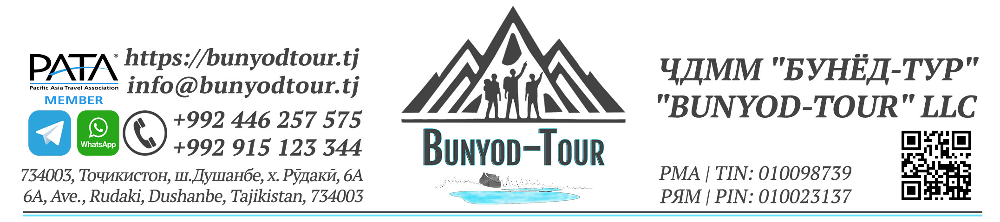 PATA®
Pacific Asia Travel Association
MEMBER
https://bunyodtour.tj
info@bunyodtour.tj
WhatsApp
+992 446 257 575
+992 915 123 344
734003, Тоҷикистон, ш.Душанбе, х. Рӯдакӣ, 6А
6A, Ave., Rudaki, Dushanbe, Tajikistan, 734003
BUNYOD-TOUR
ҶДММ "БУНЁД-ТУР"
"BUNYOD-TOUR" LLC
РМА | TIN: 010098739
РЯМ | PIN: 010023137